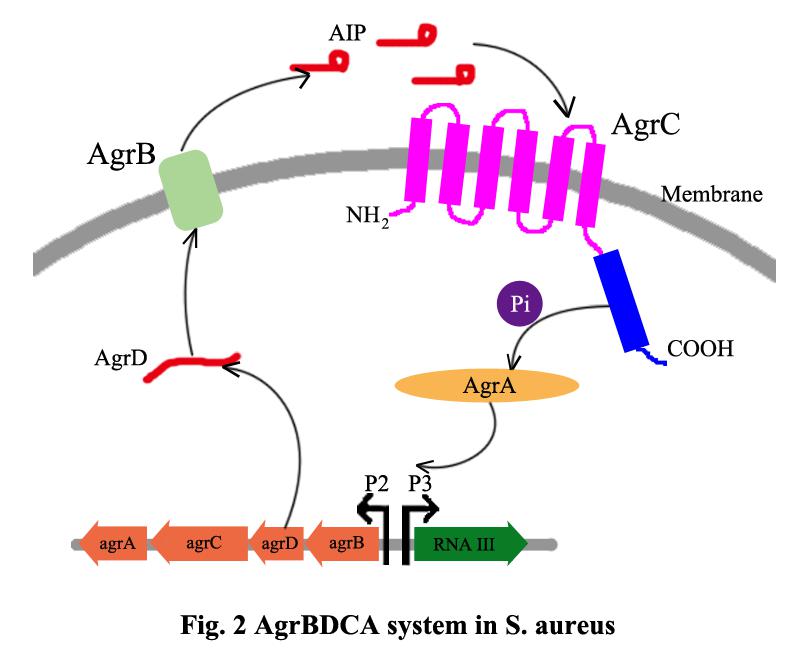 AIP
AgrC
AgrB
Membrane
NH2
Pi
COOH
AgrD
AgrA
P2 P3
agrA agrC agrD agrB RNA III
Fig. 2 AgrBDCA system in S. aureus